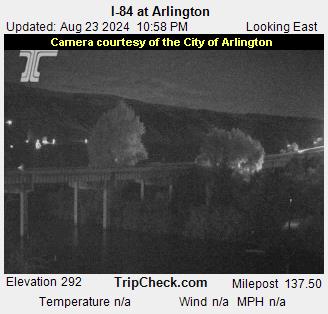 I-84 at Arlington
Updated: Aug 23 2024 10:58 PM Looking East
Camera courtesy of the City of Arlington
Elevation 292 TripCheck.com Milepost 137.50
Temperature n/a Wind n/a MPH n/a